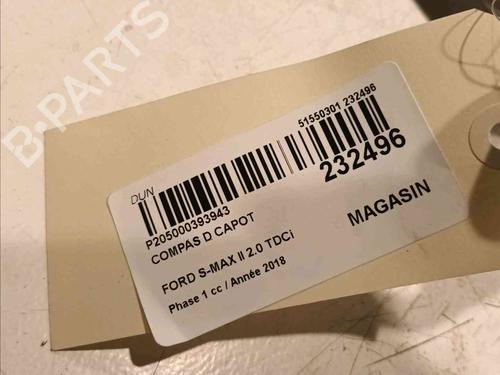 B-PARTS
DUN
51550301 232496
P205000393943
232496
COMPAS D CAPOT
MAGASIN
FORD S-MAX II 2.0 TDCi
Phase 1 cc / Année 2018